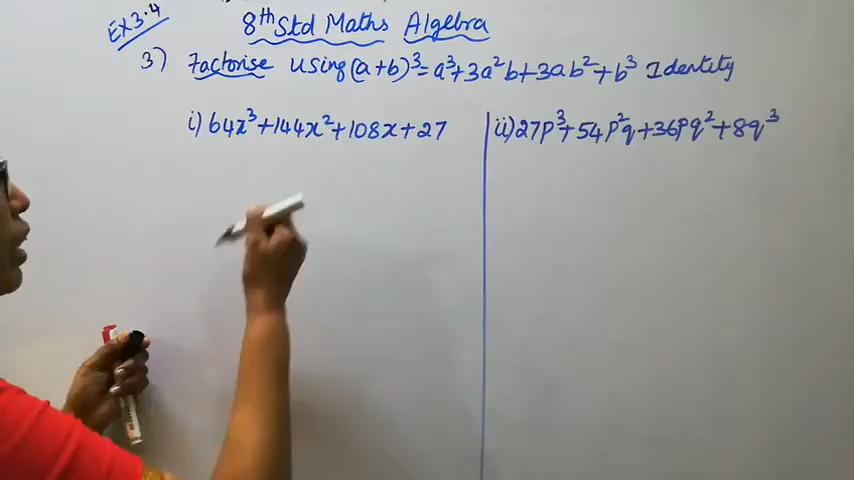 Ex 3.4
8th Std Maths Algebra
3) Factorise using (a+b)³ = a³+3a²b+3ab²+b³ Identity
i) 64x³+144x²+108x+27
ii) 27p³+54p²q+36pq²+8q³